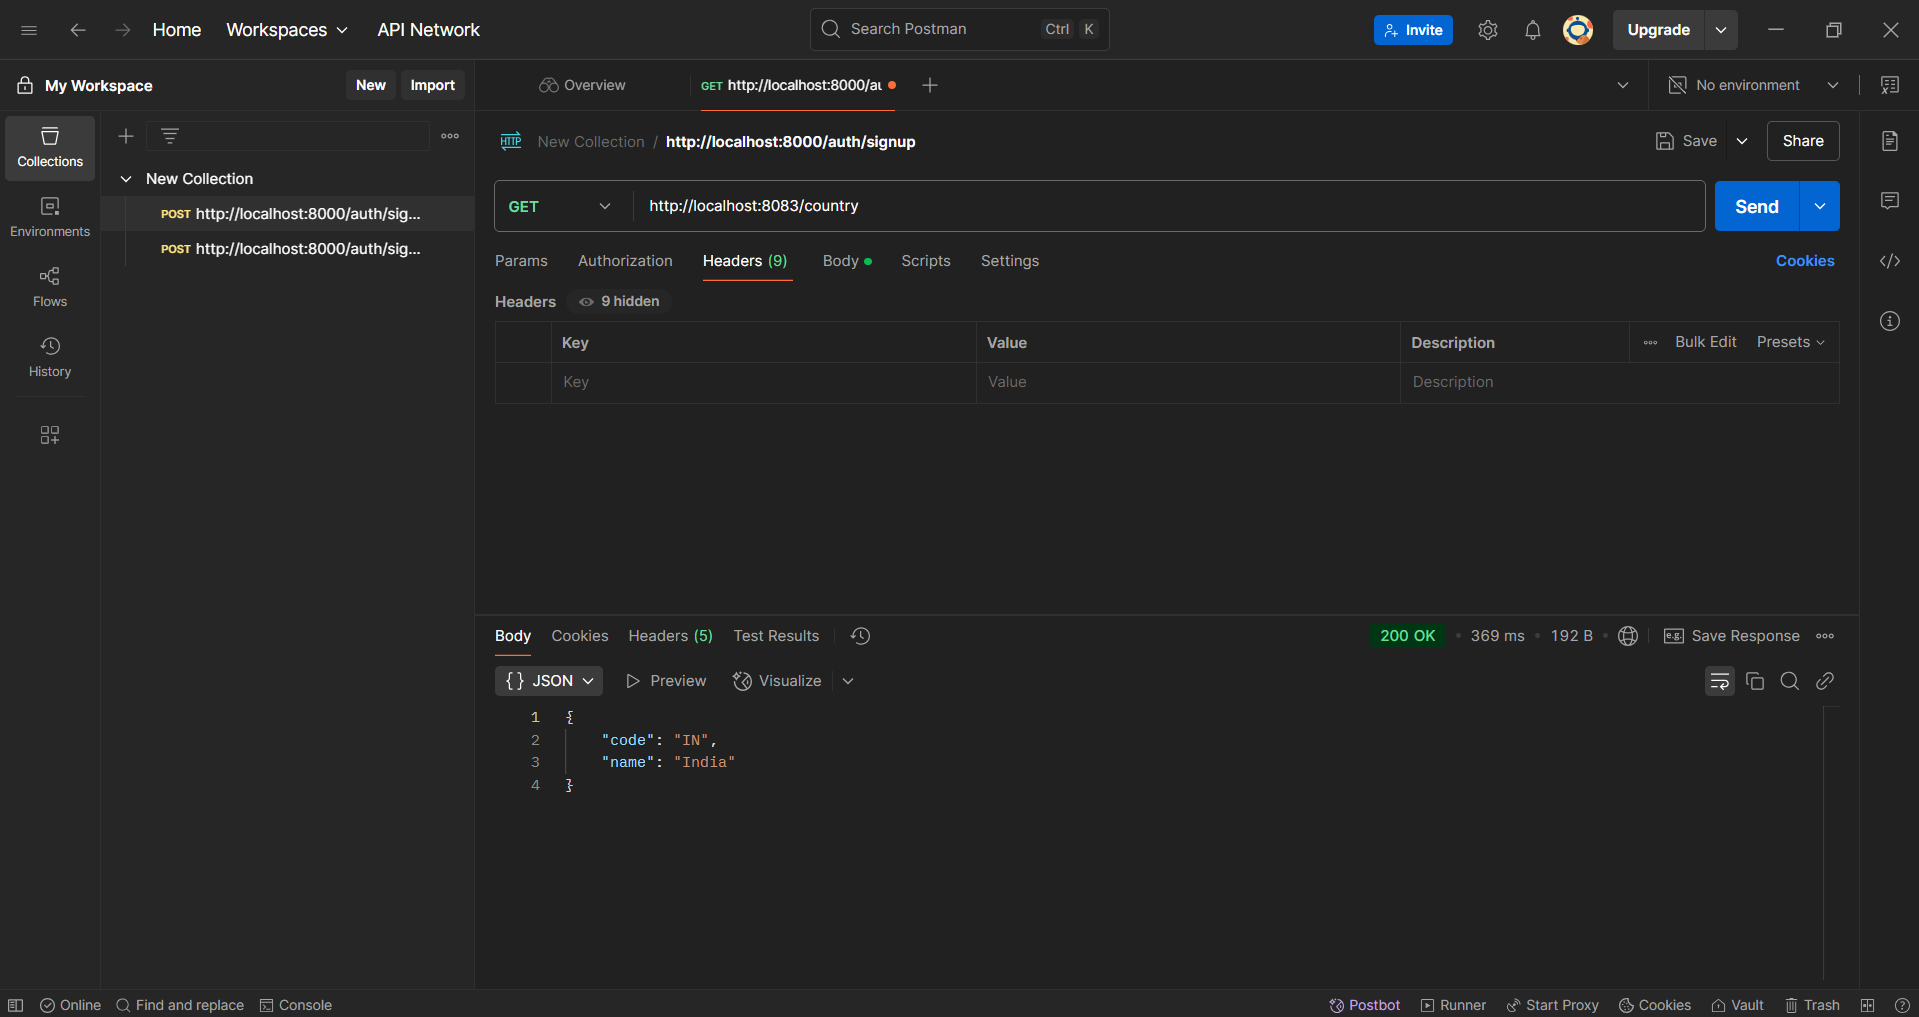 Home
Workspaces
API Network
Search Postman
Ctrl K
Invite
Upgrade
My Workspace
New
Import
Overview
GET http://localhost:8000/au
No environment
Collections
Environments
Flows
History
New Collection
POST http://localhost:8000/auth/sig...
POST http://localhost:8000/auth/sig...
HTTP New Collection / http://localhost:8000/auth/signup
Save
Share
GET
http://localhost:8083/country
Send
Params
Authorization
Headers (9)
Body
Scripts
Settings
Cookies
Headers
9 hidden
Key
Value
Description
Bulk Edit
Presets
Key
Value
Description
Body
Cookies
Headers (5)
Test Results
200 OK
369 ms
192 B
e.g. Save Response
{} JSON
Preview
Visualize
1 {
2 "code": "IN",
3 "name": "India"
4 }
Online
Find and replace
Console
Postbot
Runner
Start Proxy
Cookies
Vault
Trash